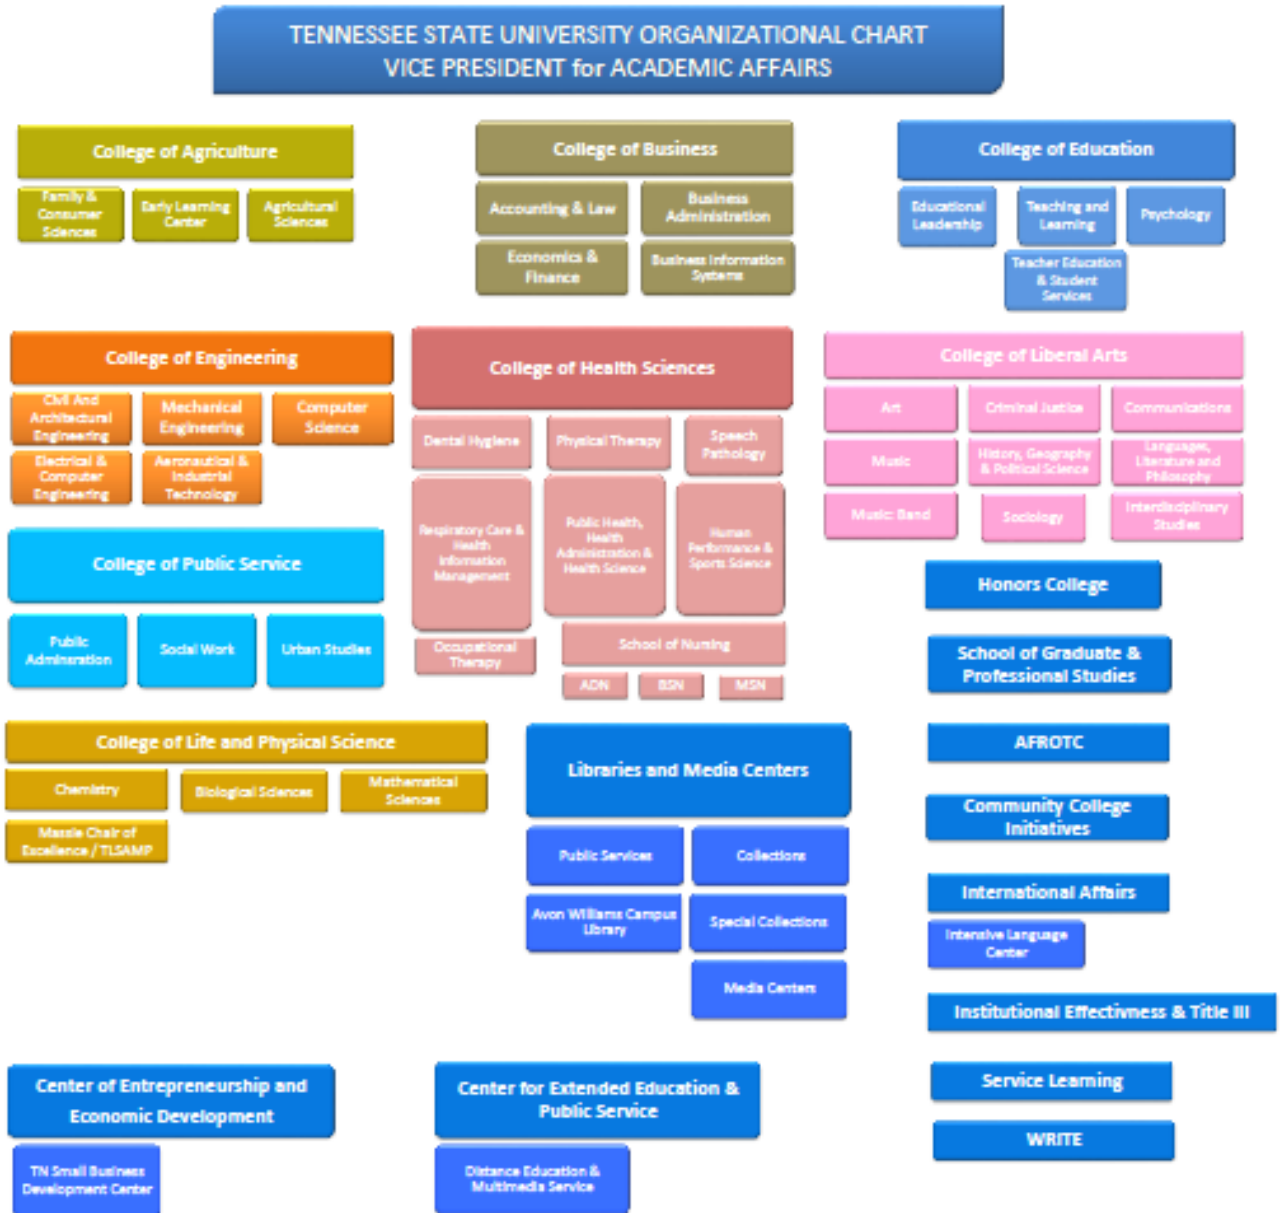 TENNESSEE STATE UNIVERSITY ORGANIZATIONAL CHART
VICE PRESIDENT for ACADEMIC AFFAIRS
College of Agriculture
Family &
Consumer
Sciences
Early Learning
Center
Agricultural
Sciences
College of Business
Accounting & Law
Business
Administration
Economics &
Finance
Business Information
Systems
College of Education
Educational
Leadership
Teaching and
Learning
Psychology
Teacher Education
& Student
Services
College of Engineering
Civil And
Architectural
Engineering
Mechanical
Engineering
Computer
Science
Electrical &
Computer
Engineering
Aeronautical &
Industrial
Technology
College of Health Sciences
Dental Hygiene
Physical Therapy
Speech
Pathology
Respiratory Care &
Health
Information
Management
Public Health,
Health
Administration &
Health Science
Human
Performance &
Sports Science
Occupational
Therapy
School of Nursing
ADN
BSN
MSN
College of Liberal Arts
Art
Criminal Justice
Communications
Music
History, Geography
& Political Science
Languages,
Literature and
Philosophy
Music: Band
Sociology
Interdisciplinary
Studies
College of Public Service
Public
Adminsration
Social Work
Urban Studies
Honors College
School of Graduate &
Professional Studies
College of Life and Physical Science
Chemistry
Biological Sciences
Mathematical
Sciences
Massie Chair of
Excellence / TLSAMP
Libraries and Media Centers
Public Services
Collections
Avon Williams Campus
Library
Special Collections
Media Centers
AFROTC
Community College
Initiatives
International Affairs
Intensive Language
Center
Institutional Effectivness & Title III
Service Learning
WRITE
Center of Entrepreneurship and
Economic Development
TN Small Business
Development Center
Center for Extended Education &
Public Service
Distance Education &
Multimedia Service